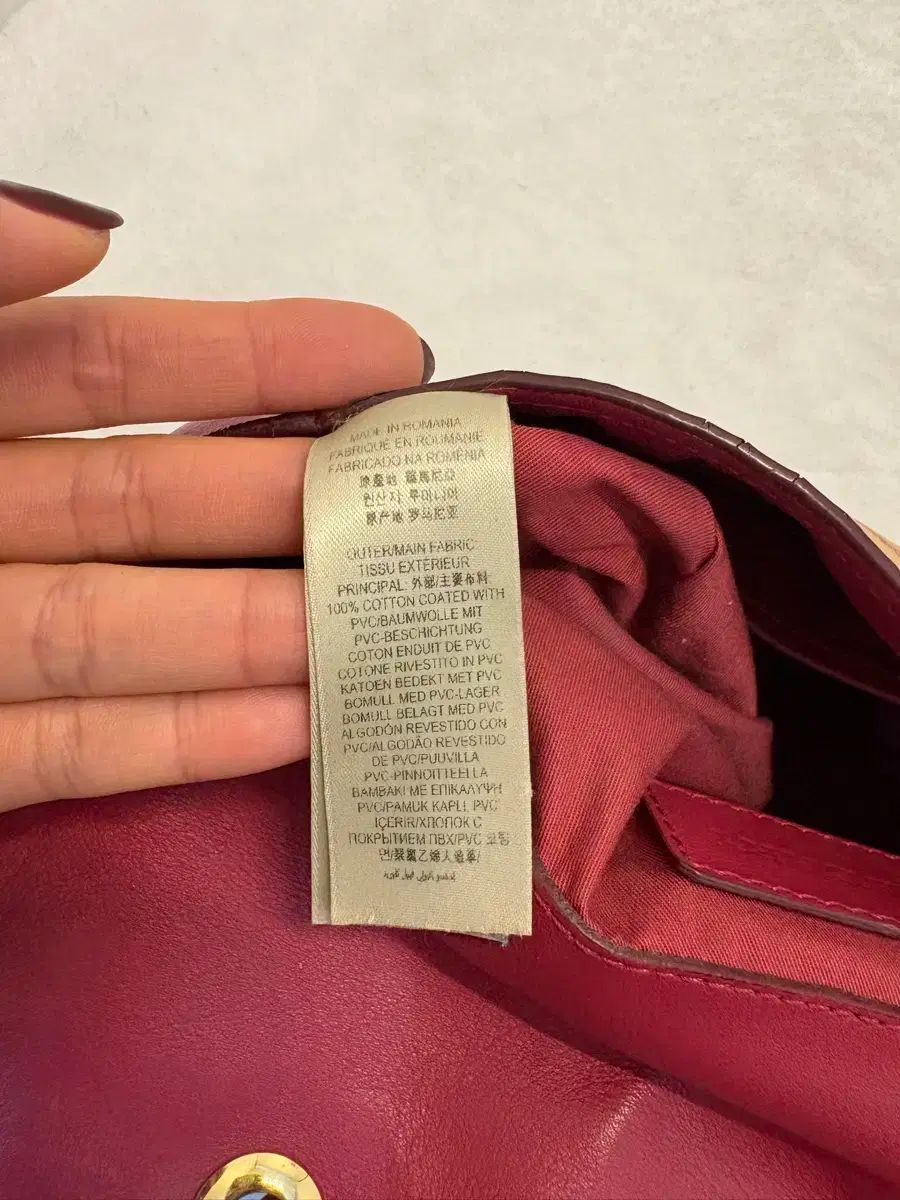 MADE IN ROMANIA
FABRIQUÉ EN ROUMANIE
FABRICADO NA ROMÉNIA
原産地 羅馬尼亞
원산지 루마니아
原产地 罗马尼亚
OUTER/MAIN FABRIC
TISSU EXTÉRIEUR
PRINCIPAL: 外部/主要布料
100% COTTON COATED WITH
PVC/BAUMWOLLE MIT
PVC-BESCHICHTUNG
COTON ENDUIT DE PVC
COTONE RIVESTITO IN PVC
KATOEN BEDEKT MET PVC
BOMULL MED PVC-LAGER
BOMULL BELAGT MED PVC
ALGODÓN REVESTIDO CON
PVC/ALGODÃO REVESTIDO
DE PVC/PUUVILLA
PVC-PINNOITTEELLA
ΒΑΜΒΑΚΙ ΜΕ ΕΠΙΚΑΛΥΨΗ
PVC/PAMUK KAPLI, PVC
İÇERİR/ХЛОПОК С
ПОКРЫТИЕМ ПВХ/PVC 코팅
면/聚氯乙烯人造革/